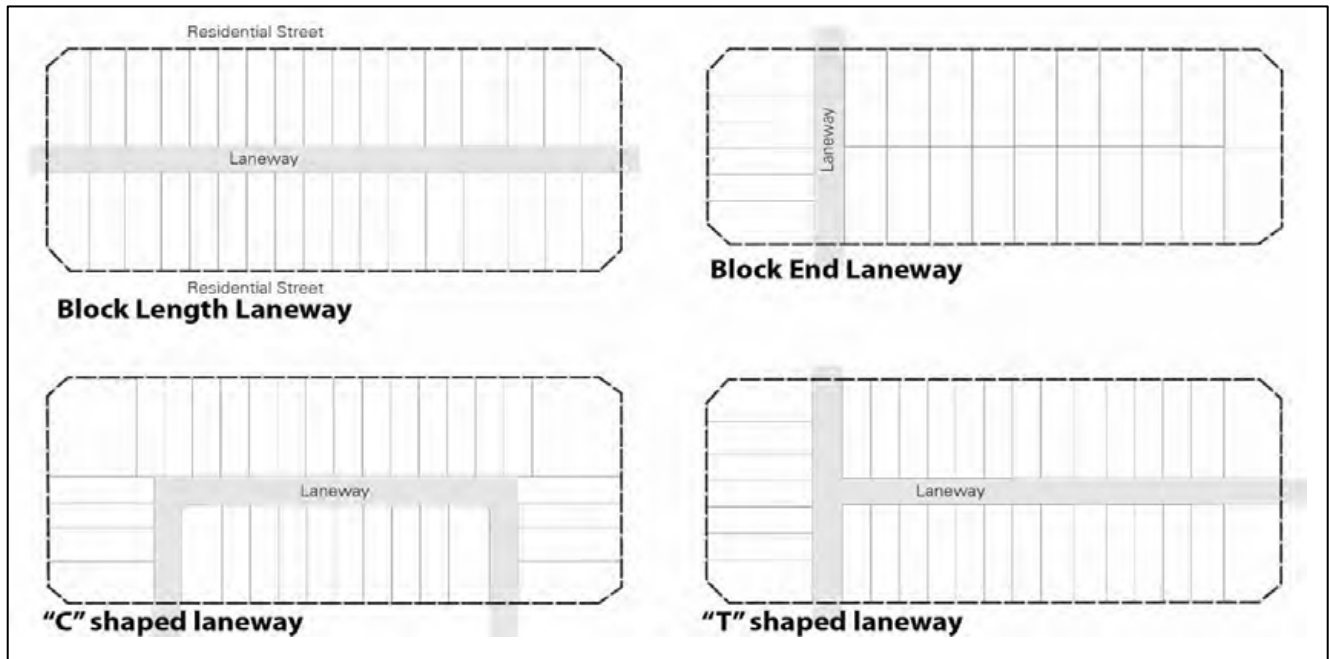 Residential Street
Laneway
Residential Street
Block Length Laneway
Laneway
Block End Laneway
Laneway
“C” shaped laneway
Laneway
“T” shaped laneway